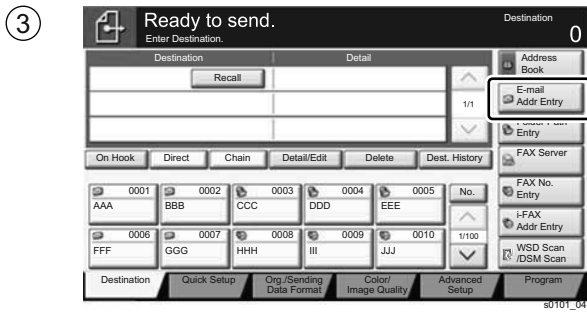 3
Ready to send.
Enter Destination.
Destination
0
Destination Detail
Recall
1/1
Address
Book
E-mail
Addr Entry
Entry
FAX Server
FAX No.
Entry
i-FAX
Addr Entry
WSD Scan
/DSM Scan
On Hook Direct Chain Detail/Edit Delete Dest. History
0001 0002 0003 0004 0005 No.
AAA BBB CCC DDD EEE
0006 0007 0008 0009 0010 1/100
FFF GGG HHH III JJJ
Destination Quick Setup Org./Sending
Data Format Color/
Image Quality Advanced
Setup Program
s0101_04